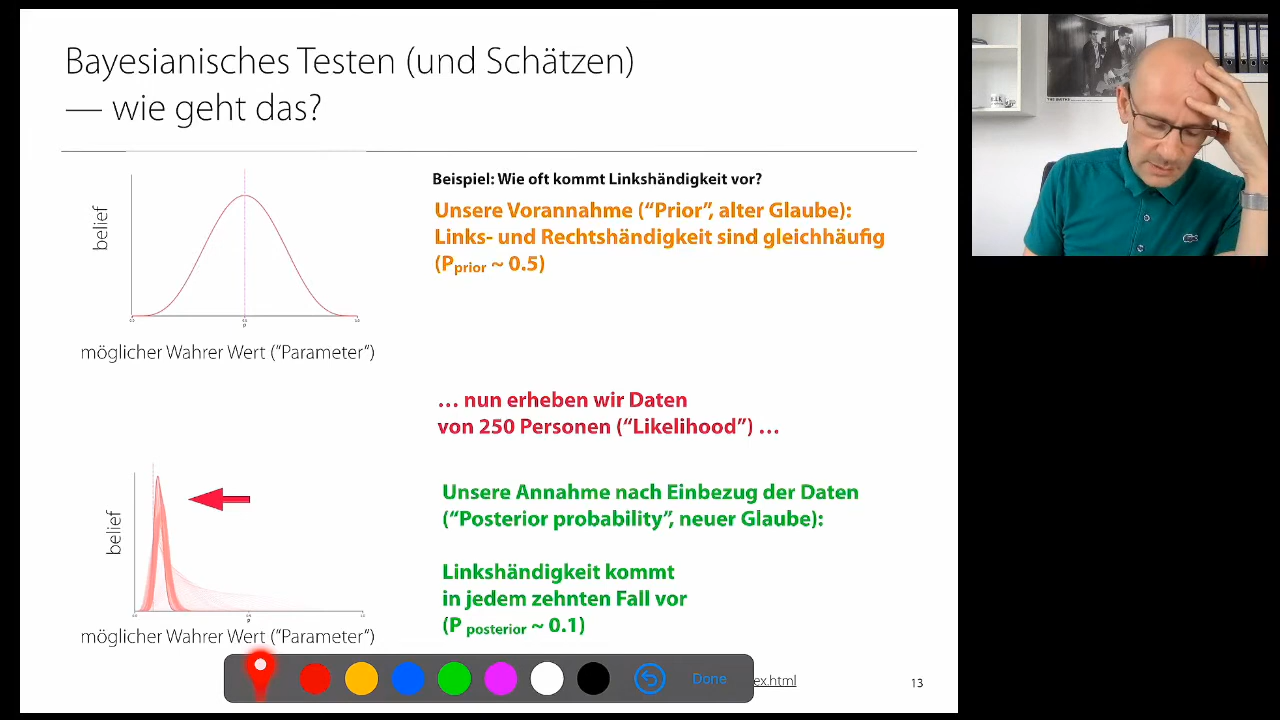 Bayesianisches Testen (und Schätzen)
— wie geht das?
belief
p
möglicher Wahrer Wert (“Parameter”)
Beispiel: Wie oft kommt Linkshändigkeit vor?
Unsere Vorannahme (“Prior”, alter Glaube):
Links- und Rechtshändigkeit sind gleichhäufig
(Pprior ~ 0.5)
… nun erheben wir Daten
von 250 Personen (“Likelihood”) …
belief
p
möglicher Wahrer Wert (“Parameter”)
Unsere Annahme nach Einbezug der Daten
(“Posterior probability”, neuer Glaube):
Linkshändigkeit kommt
in jedem zehnten Fall vor
(P posterior ~ 0.1)
Done
ex.html
13